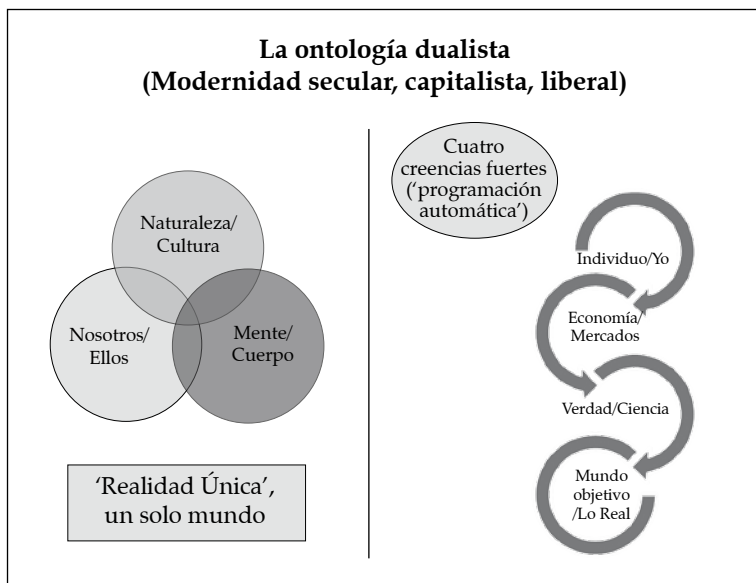 La ontología dualista
(Modernidad secular, capitalista, liberal)
Naturaleza/
Cultura
Nosotros/
Ellos
Mente/
Cuerpo
‘Realidad Única’,
un solo mundo
Cuatro
creencias fuertes
(‘programación
automática’)
Individuo/Yo
Economía/
Mercados
Verdad/Ciencia
Mundo
objetivo
/Lo Real